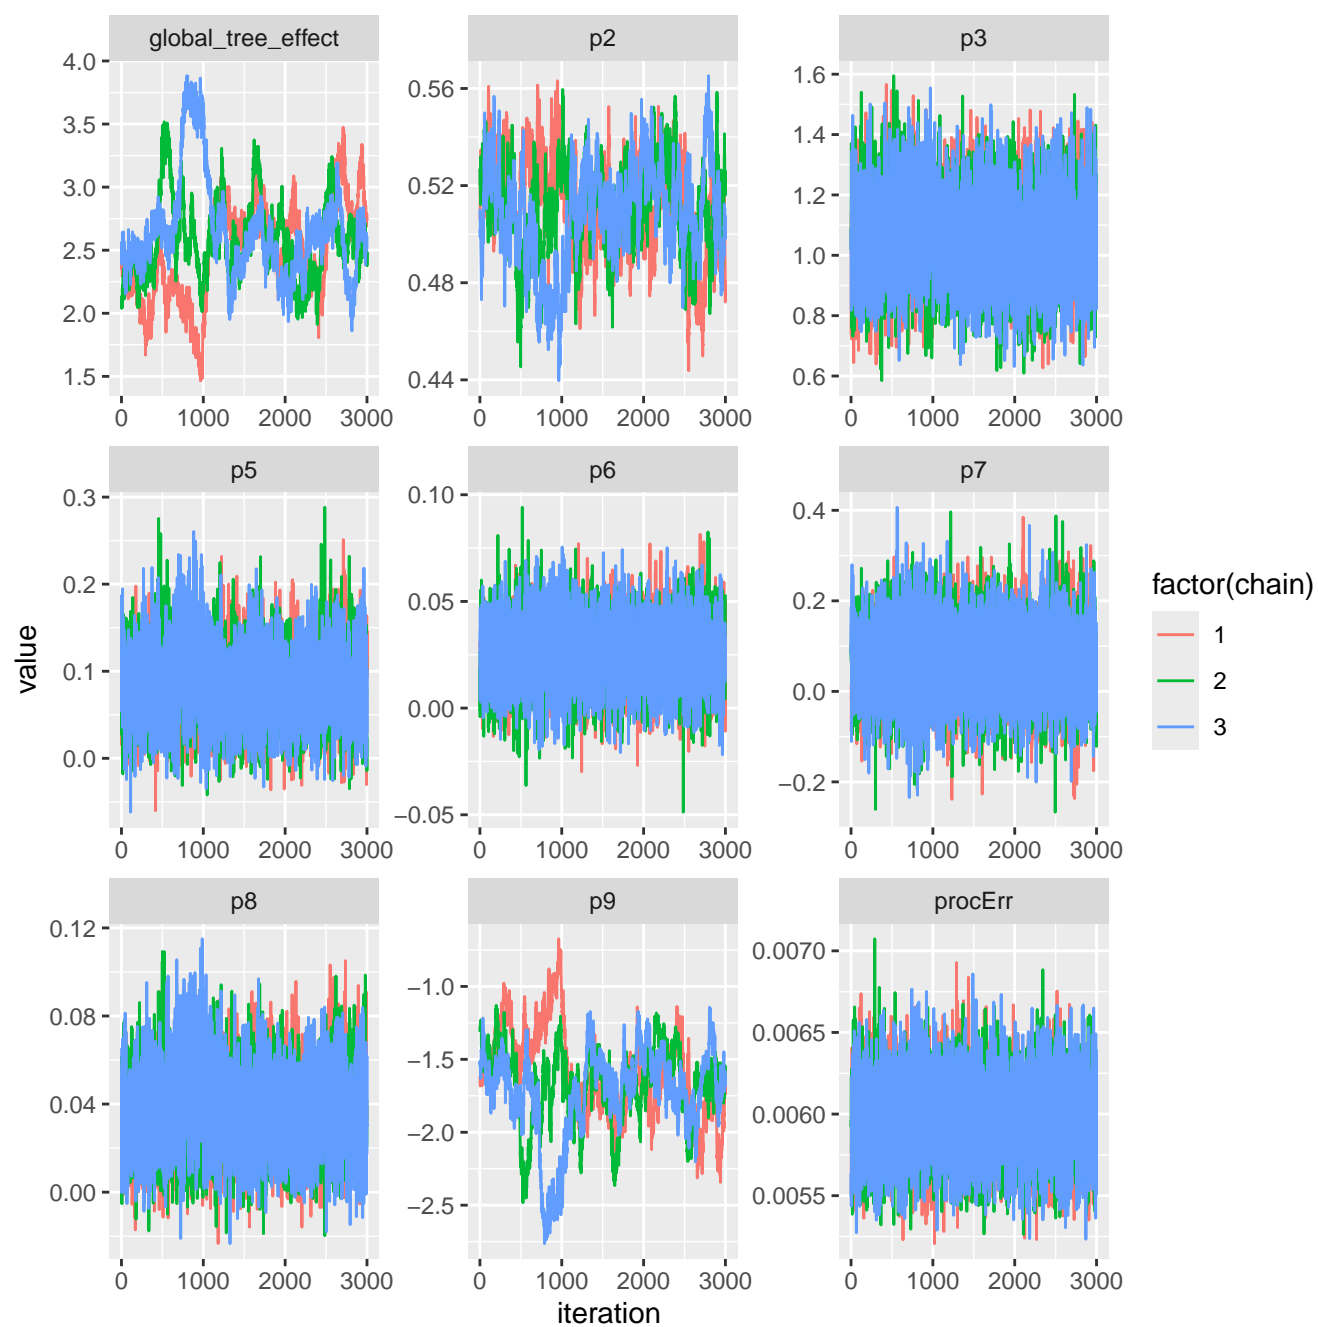 global_tree_effect
p2
p3
4.0
3.5
3.0
2.5
2.0
1.5
0.56
0.52
0.48
0.44
1.6
1.4
1.2
1.0
0.8
0.6
0 1000 2000 3000
0 1000 2000 3000
0 1000 2000 3000
p5
p6
p7
0.3
0.2
0.1
0.0
0.10
0.05
0.00
−0.05
0.4
0.2
0.0
−0.2
0 1000 2000 3000
0 1000 2000 3000
0 1000 2000 3000
p8
p9
procErr
0.12
0.08
0.04
0.00
−1.0
−1.5
−2.0
−2.5
0.0070
0.0065
0.0060
0.0055
0 1000 2000 3000
0 1000 2000 3000
0 1000 2000 3000
value
iteration
factor(chain)
1
2
3